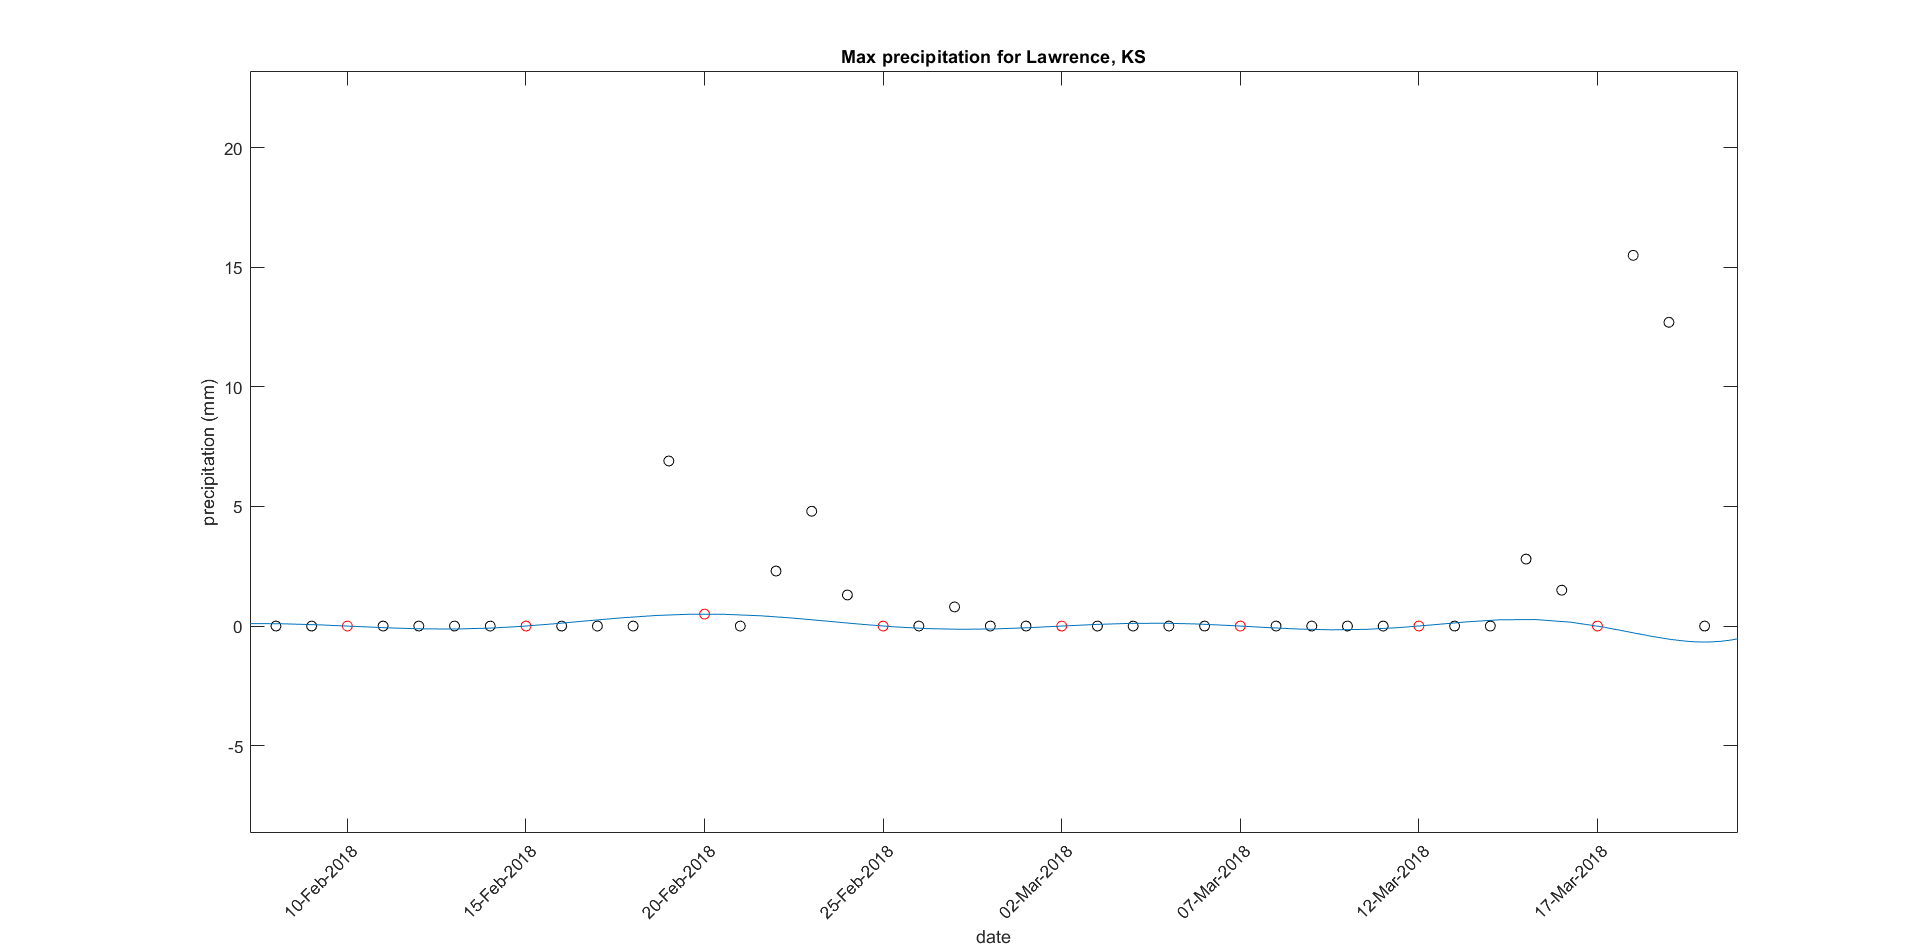 Max precipitation for Lawrence, KS
20
15
10
5
0
-5
precipitation (mm)
10-Feb-2018
15-Feb-2018
20-Feb-2018
25-Feb-2018
02-Mar-2018
07-Mar-2018
12-Mar-2018
17-Mar-2018
date